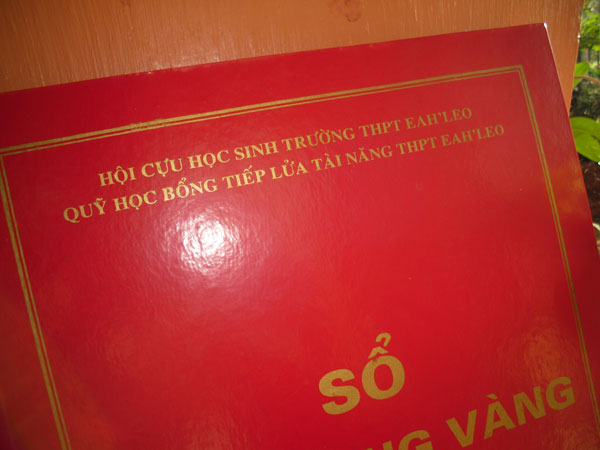 HỘI CỰU HỌC SINH TRƯỜNG THPT EAH'LEO
QUỸ HỌC BỔNG TIẾP LỬA TÀI NĂNG THPT EAH'LEO
SỔ
VÀNG